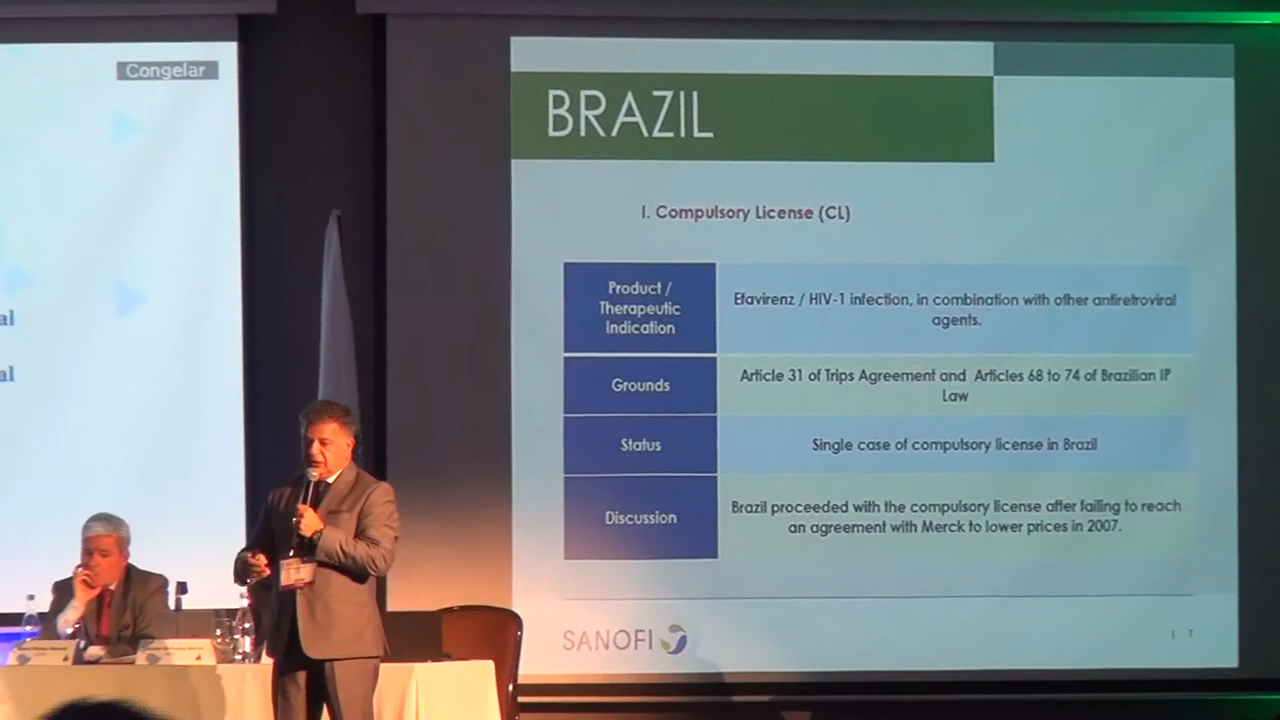 Congelar
al
al
BRAZIL
I. Compulsory License (CL)
Product /
Therapeutic
Indication
Efavirenz / HIV-1 infection, in combination with other antiretroviral
agents.
Grounds
Article 31 of Trips Agreement and Articles 68 to 74 of Brazilian IP
Law
Status
Single case of compulsory license in Brazil
Discussion
Brazil proceeded with the compulsory license after failing to reach
an agreement with Merck to lower prices in 2007.
SANOFI
| 7